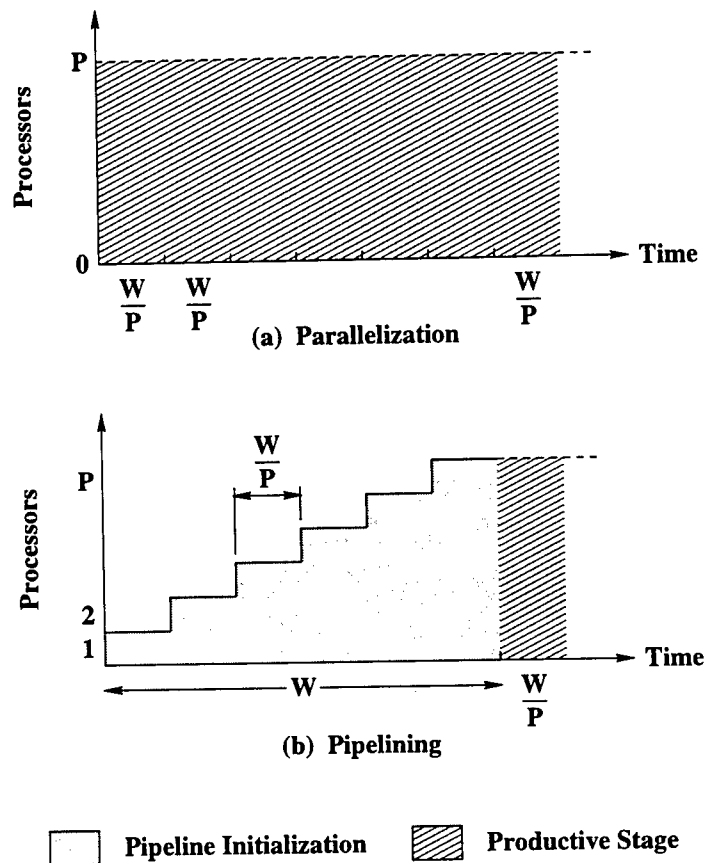 P
Processors
0
Time
W
P
W
P
W
P
(a) Parallelization
W
P
P
Processors
2
1
Time
W
W
P
(b) Pipelining
Pipeline Initialization
Productive Stage